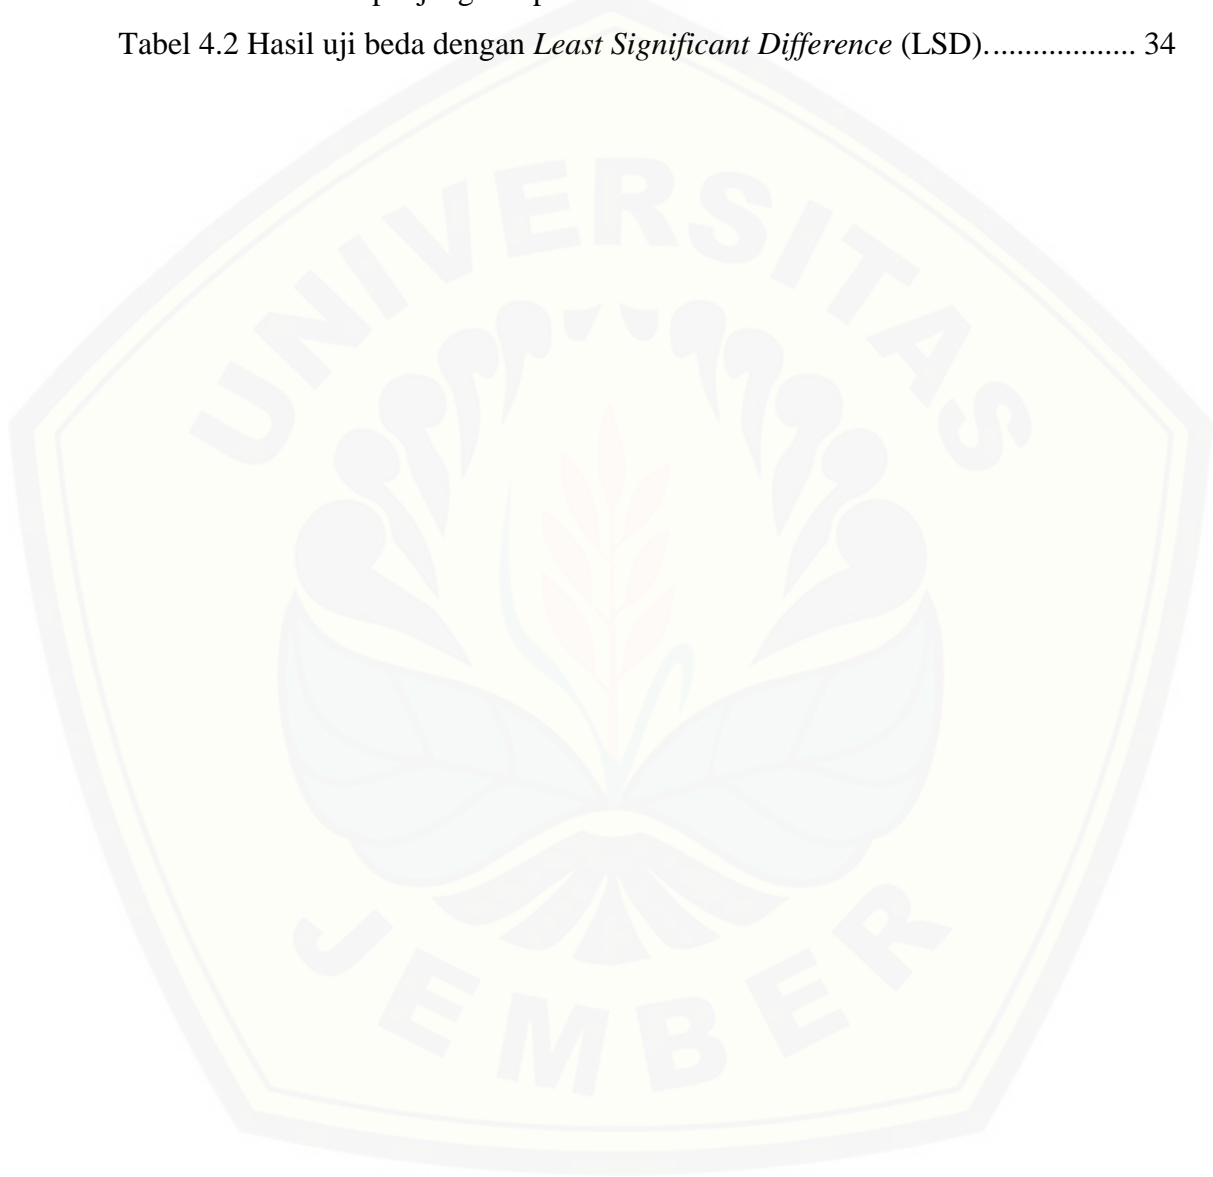 Tabel 4.2 Hasil uji beda dengan Least Significant Difference (LSD).................. 34
UNIVERSITAS
JEMBER